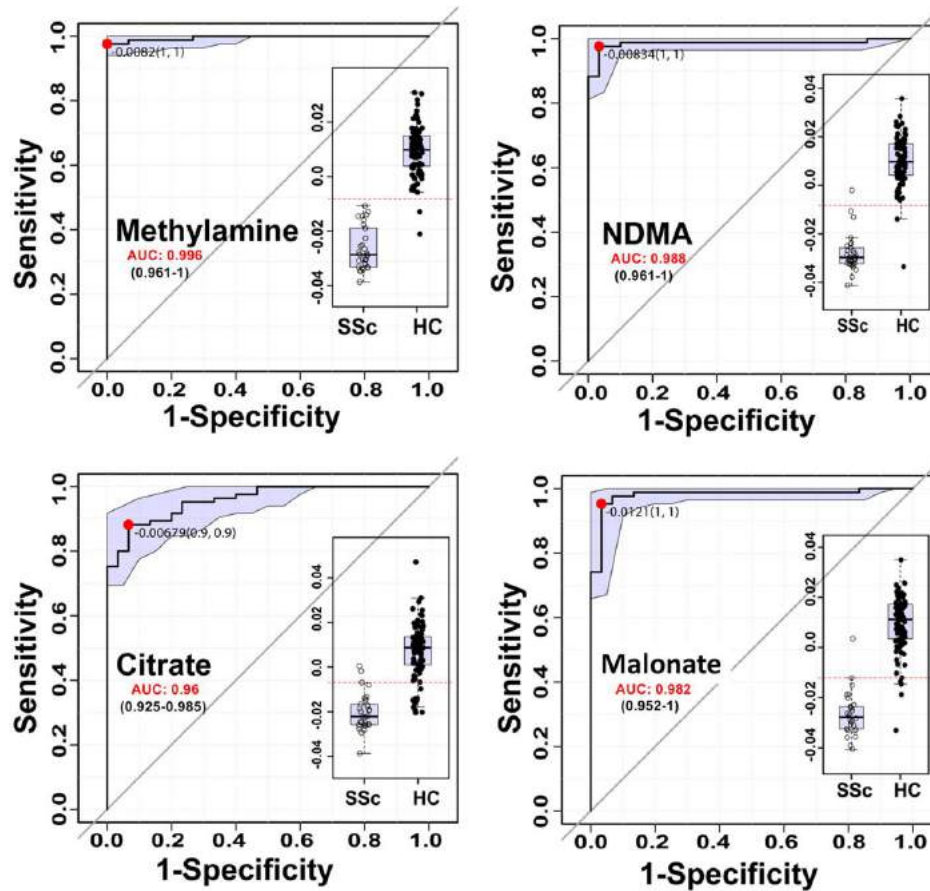 Sensitivity
0.0 0.2 0.4 0.6 0.8 1.0
-0.0082(1, 1)
Methylamine
AUC: 0.996
(0.961-1)
0.02
0.0
-0.02
-0.04
SSc HC
0.0 0.2 0.4 0.6 0.8 1.0
1-Specificity
Sensitivity
0.0 0.2 0.4 0.6 0.8 1.0
-0.00834(1, 1)
NDMA
AUC: 0.988
(0.961-1)
0.04
0.02
0.0
-0.04
SSc HC
0.0 0.2 0.4 0.6 0.8 1.0
1-Specificity
Sensitivity
0.0 0.2 0.4 0.6 0.8 1.0
-0.00679(0.9, 0.9)
Citrate
AUC: 0.96
(0.925-0.985)
0.04
0.02
0.0
-0.02
-0.04
SSc HC
0.0 0.2 0.4 0.6 0.8 1.0
1-Specificity
Sensitivity
0.0 0.2 0.4 0.6 0.8 1.0
-0.0121(1, 1)
Malonate
AUC: 0.982
(0.952-1)
0.04
0.02
0.0
-0.02
-0.04
SSc HC
0.0 0.2 0.4 0.6 0.8 1.0
1-Specificity